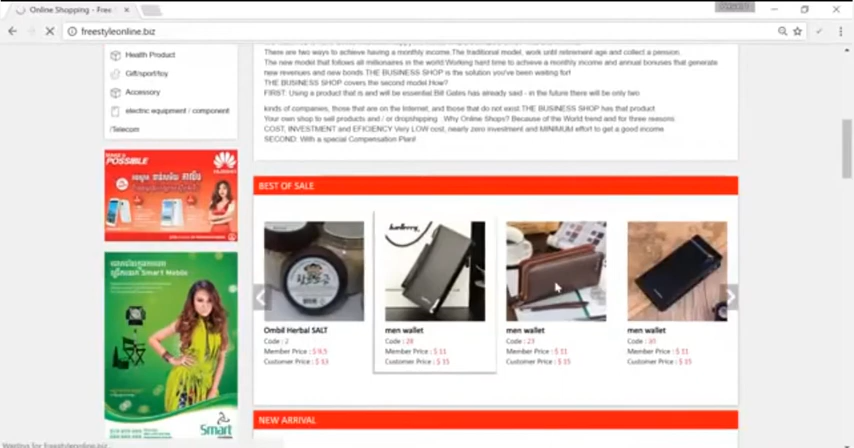 Online Shopping - Free
freestyleonline.biz
Health Product
Gift/sport/toy
Accessory
electric equipment / component
/Telecom
There are two ways to achieve having a monthly income.The traditional model, work until retirement age and collect a pension.
The new model that follows all millionaires in the world:Working hard time to achieve a monthly income and annual bonuses that generate
new revenues and new bonds THE BUSINESS SHOP is the solution you've been waiting for!
THE BUSINESS SHOP covers the second model.How?
FIRST: Using a product that is and will be essential.Bill Gates has already said - in the future there will be only two
kinds of companies, those that are on the Internet, and those that do not exist.THE BUSINESS SHOP has that product
Your own shop to sell products and / or dropshipping . Why Online Shops? Because of the World trend and for three reasons
COST, INVESTMENT and EFICIENCY Very LOW cost, nearly zero investment and MINIMUM effort to get a good income
SECOND: With a special Compensation Plan!
POSSIBLE
HUAWEI
BEST OF SALE
Ombil Herbal SALT
Code : 2
Member Price : $ 9.5
Customer Price : $ 13
men wallet
Code : 28
Member Price : $ 11
Customer Price : $ 15
men wallet
Code : 23
Member Price : $ 11
Customer Price : $ 15
men wallet
Code : 30
Member Price : $ 11
Customer Price : $ 15
Smart Mobile
Smart
NEW ARRIVAL
Waiting for freestyleonline.biz...